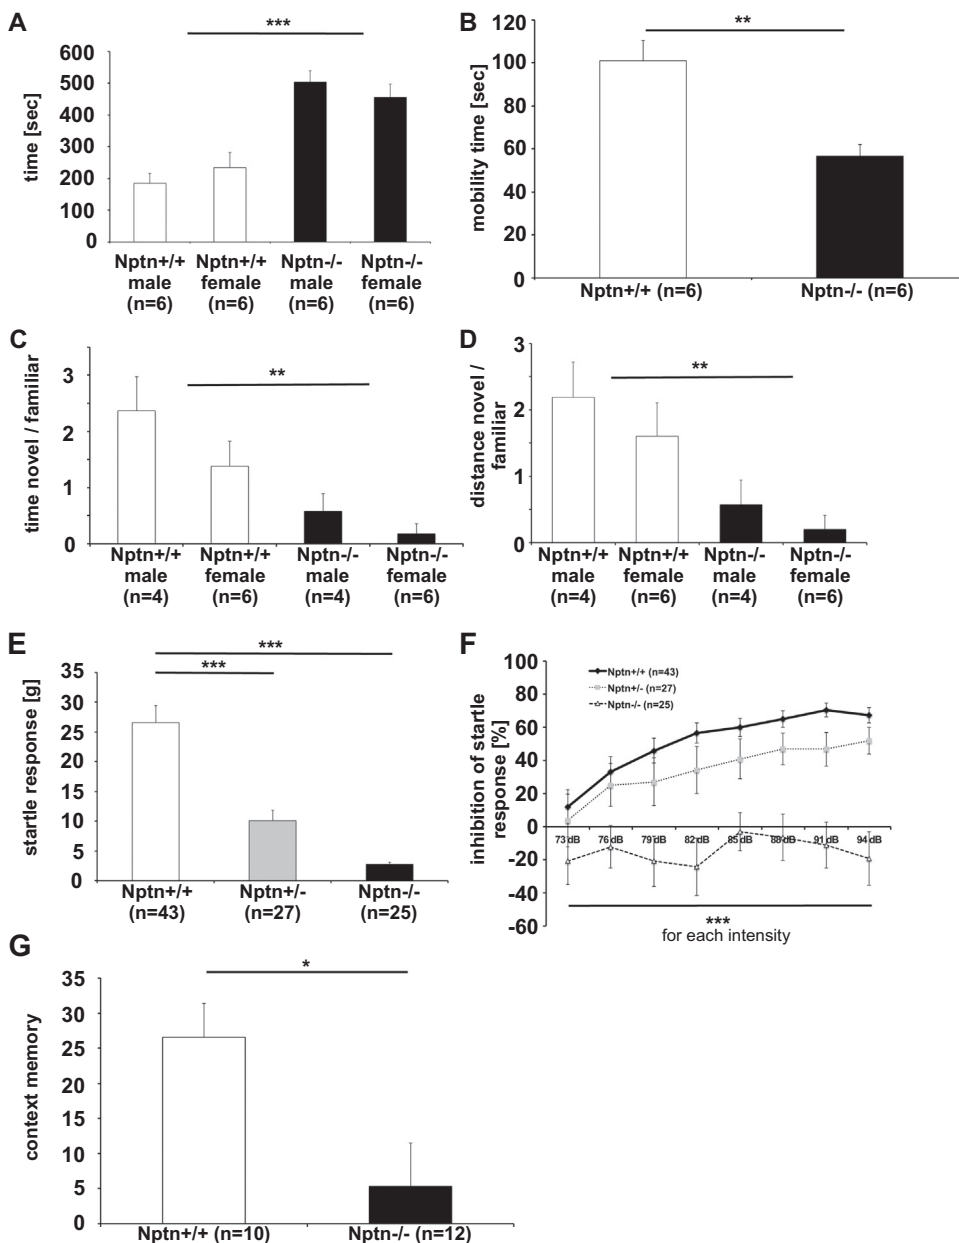 A
***
time [sec]
600
500
400
300
200
100
0
Nptn+/+ Nptn+/+ Nptn-/- Nptn-/-
male female male female
(n=6) (n=6) (n=6) (n=6)
B
**
mobility time [sec]
120
100
80
60
40
20
0
Nptn+/+ (n=6) Nptn-/- (n=6)
C
**
time novel / familiar
3
2
1
0
Nptn+/+ Nptn+/+ Nptn-/- Nptn-/-
male female male female
(n=4) (n=6) (n=4) (n=6)
D
**
distance novel /
familiar
3
2
1
0
Nptn+/+ Nptn+/+ Nptn-/- Nptn-/-
male female male female
(n=4) (n=6) (n=4) (n=6)
E
***
***
startle response [g]
35
30
25
20
15
10
5
0
Nptn+/+ Nptn+/- Nptn-/-
(n=43) (n=27) (n=25)
F
inhibition of startle
response [%]
100
80
60
40
20
0
-20
-40
-60
Nptn+/+ (n=43)
Nptn+/- (n=27)
Nptn-/- (n=25)
73 dB 76 dB 79 dB 82 dB 85 dB 88 dB 91 dB 94 dB
***
for each intensity
G
*
context memory
35
30
25
20
15
10
5
0
Nptn+/+ (n=10) Nptn-/- (n=12)